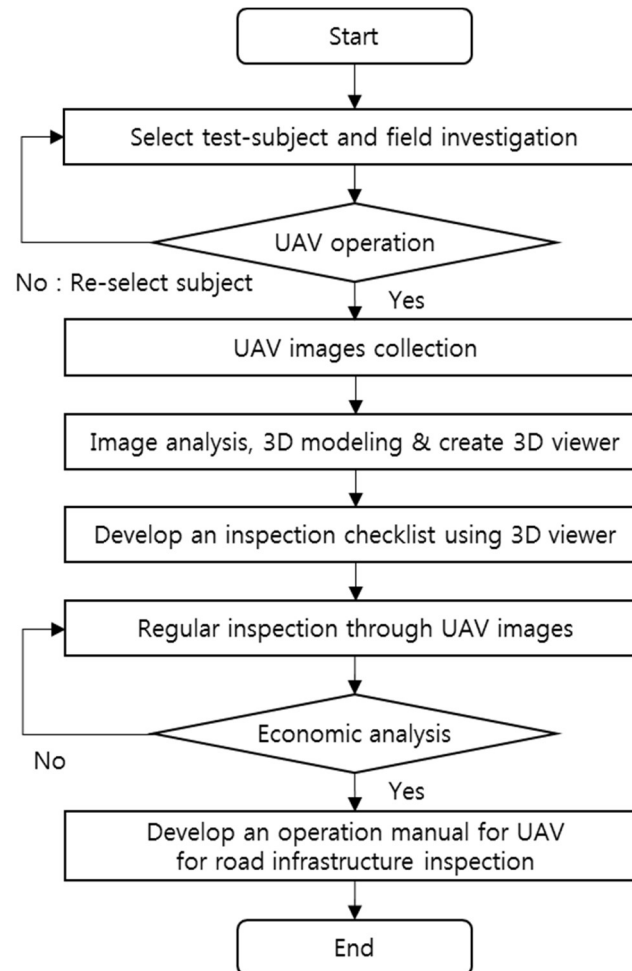 Start
Select test-subject and field investigation
UAV operation
No : Re-select subject
Yes
UAV images collection
Image analysis, 3D modeling & create 3D viewer
Develop an inspection checklist using 3D viewer
Regular inspection through UAV images
Economic analysis
No
Yes
Develop an operation manual for UAV
for road infrastructure inspection
End